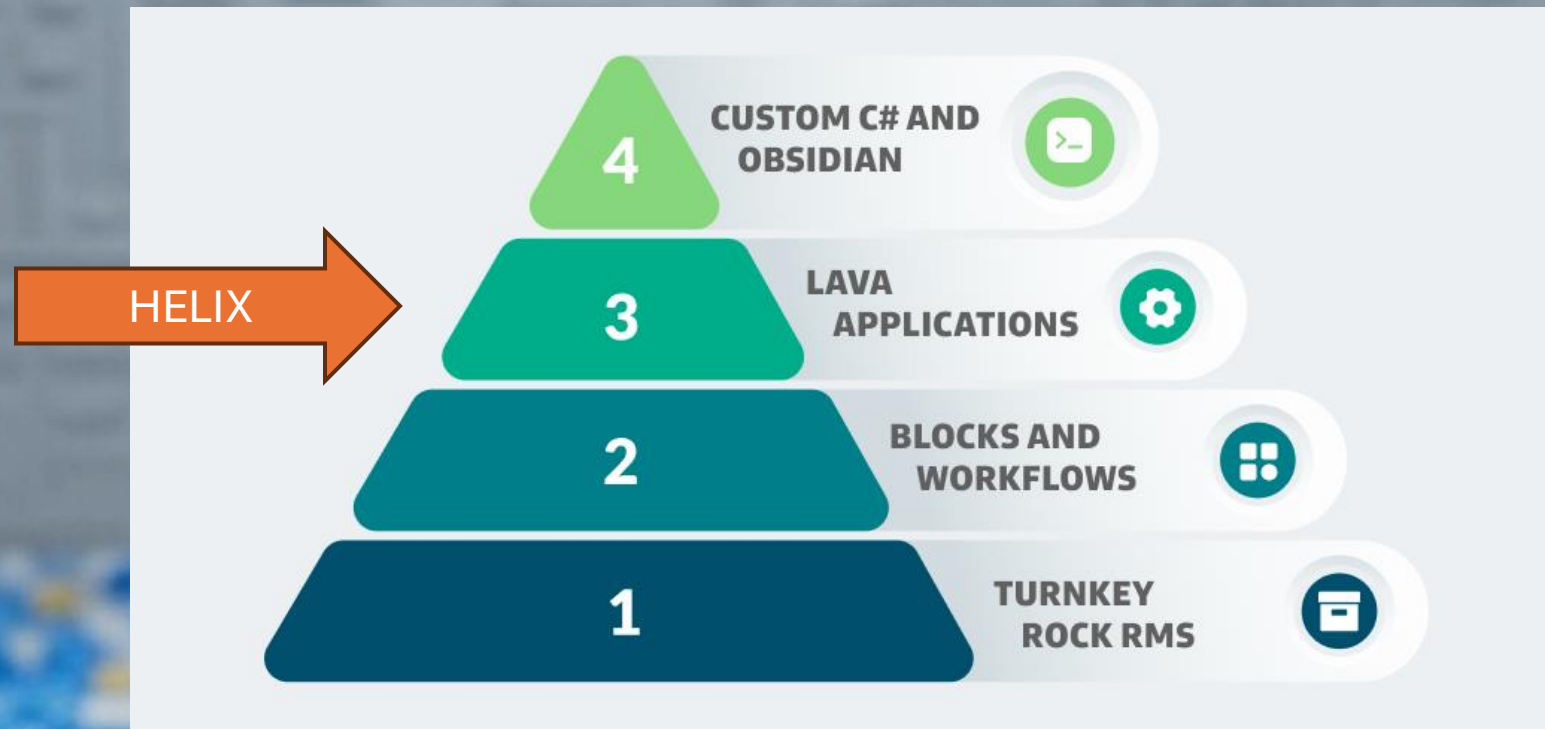 4
CUSTOM C# AND
OBSIDIAN
>_
HELIX
3
LAVA
APPLICATIONS
2
BLOCKS AND
WORKFLOWS
1
TURNKEY
ROCK RMS